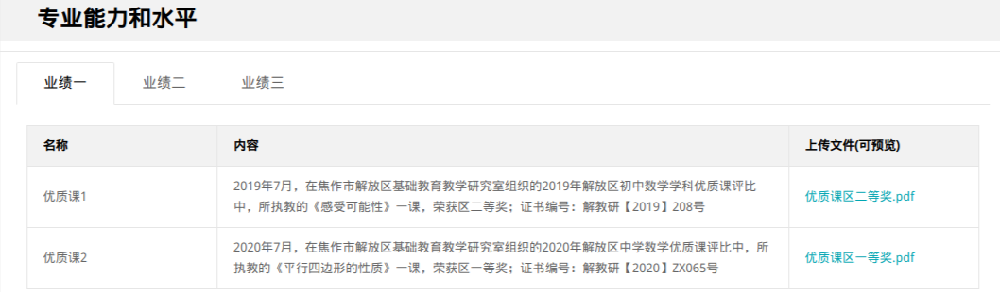 专业能力和水平
业绩一 业绩二 业绩三
名称 内容 上传文件(可预览)
优质课1
2019年7月，在焦作市解放区基础教育教学研究室组织的2019年解放区初中数学学科优质课评比
中，所执教的《感受可能性》一课，荣获区二等奖；证书编号：解教研【2019】208号
优质课区二等奖.pdf
优质课2
2020年7月，在焦作市解放区基础教育教学研究室组织的2020年解放区中学数学优质课评比中，所
执教的《平行四边形的性质》一课，荣获区一等奖；证书编号：解教研【2020】ZX065号
优质课区一等奖.pdf